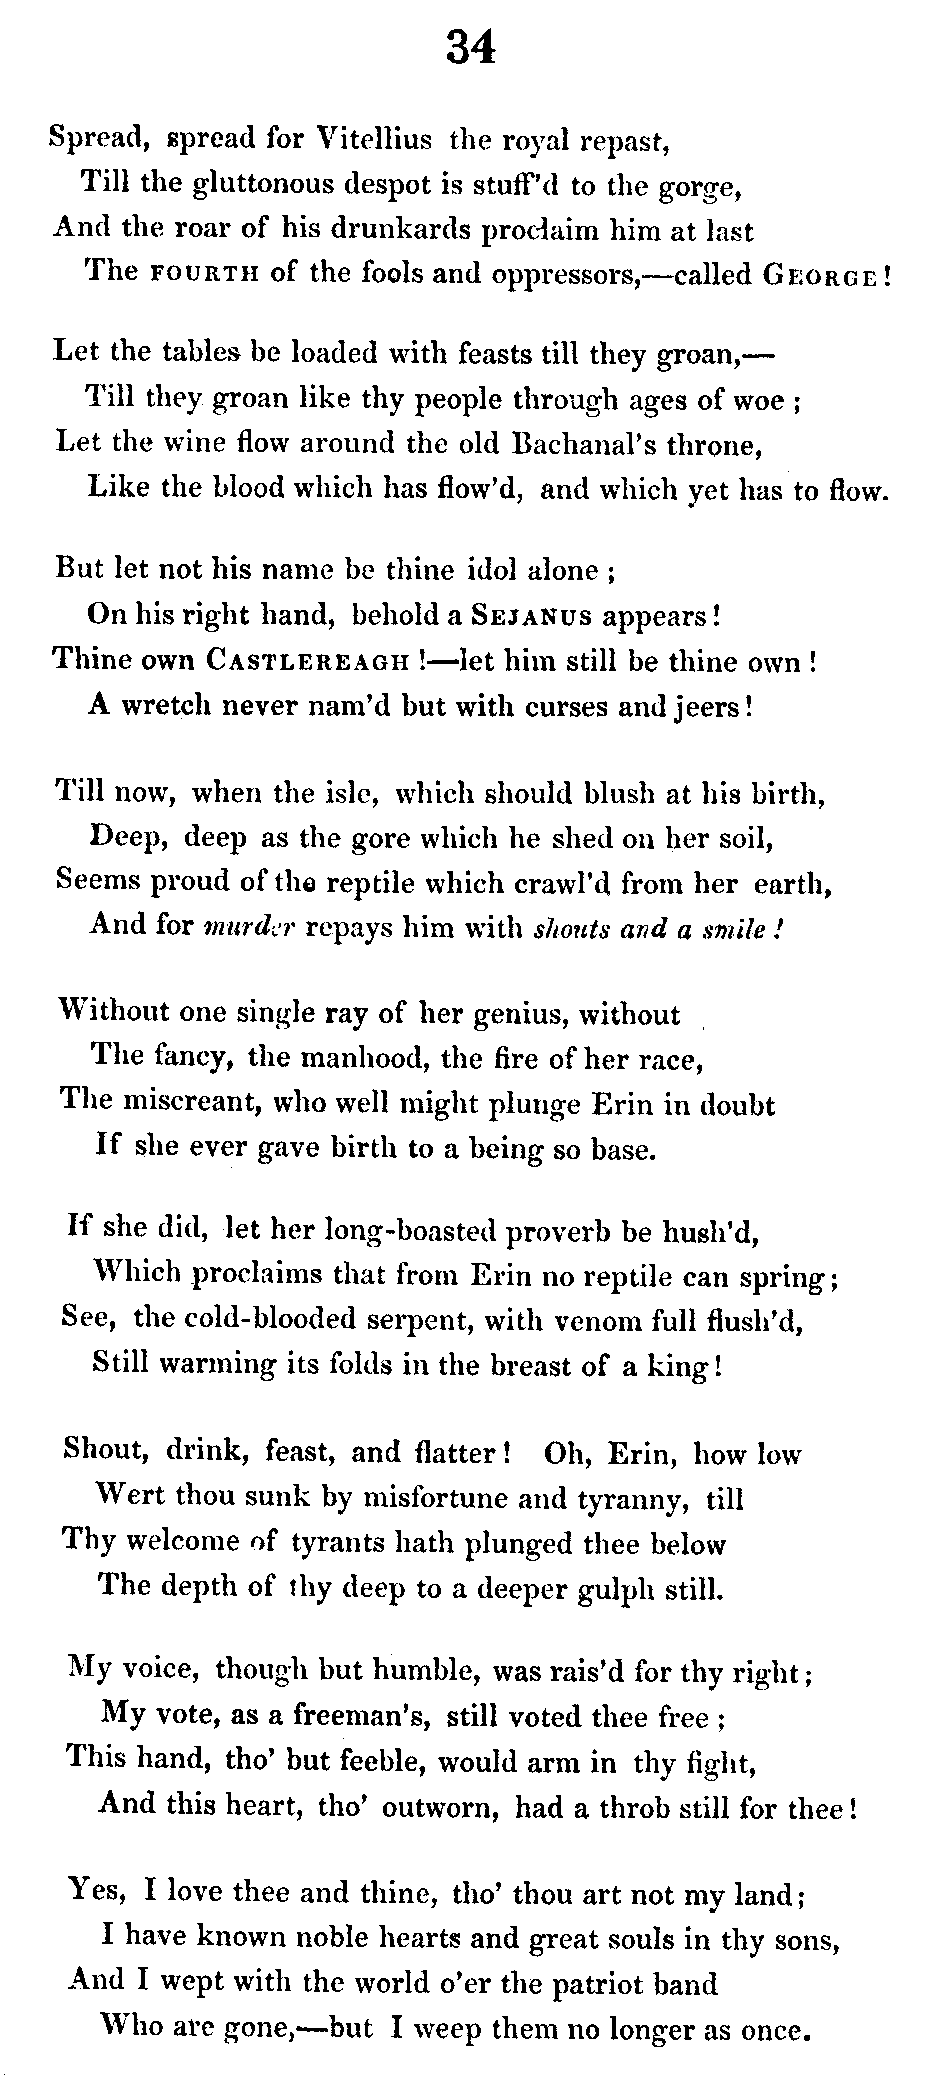 34
Spread, spread for Vitellius the royal repast,
Till the gluttonous despot is stuff'd to the gorge,
And the roar of his drunkards proclaim him at last
The FOURTH of the fools and oppressors,—called GEORGE!
Let the tables be loaded with feasts till they groan,—
Till they groan like thy people through ages of woe;
Let the wine flow around the old Bachanal's throne,
Like the blood which has flow'd, and which yet has to flow.
But let not his name be thine idol alone;
On his right hand, behold a SEJANUS appears!
Thine own CASTLEREAGH!—let him still be thine own!
A wretch never nam'd but with curses and jeers!
Till now, when the isle, which should blush at his birth,
Deep, deep as the gore which he shed on her soil,
Seems proud of the reptile which crawl'd from her earth,
And for murder repays him with shouts and a smile!
Without one single ray of her genius, without
The fancy, the manhood, the fire of her race,
The miscreant, who well might plunge Erin in doubt
If she ever gave birth to a being so base.
If she did, let her long-boasted proverb be hush'd,
Which proclaims that from Erin no reptile can spring;
See, the cold-blooded serpent, with venom full flush'd,
Still warming its folds in the breast of a king!
Shout, drink, feast, and flatter! Oh, Erin, how low
Wert thou sunk by misfortune and tyranny, till
Thy welcome of tyrants hath plunged thee below
The depth of thy deep to a deeper gulph still.
My voice, though but humble, was rais'd for thy right;
My vote, as a freeman's, still voted thee free;
This hand, tho' but feeble, would arm in thy fight,
And this heart, tho' outworn, had a throb still for thee!
Yes, I love thee and thine, tho' thou art not my land;
I have known noble hearts and great souls in thy sons,
And I wept with the world o'er the patriot band
Who are gone,—but I weep them no longer as once.